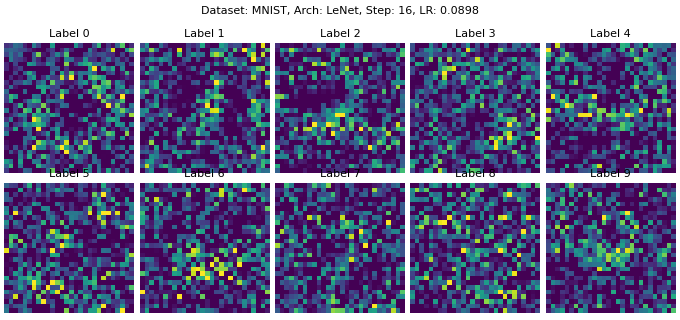 Dataset: MNIST, Arch: LeNet, Step: 16, LR: 0.0898
Label 0
Label 1
Label 2
Label 3
Label 4
Label 5
Label 6
Label 7
Label 8
Label 9